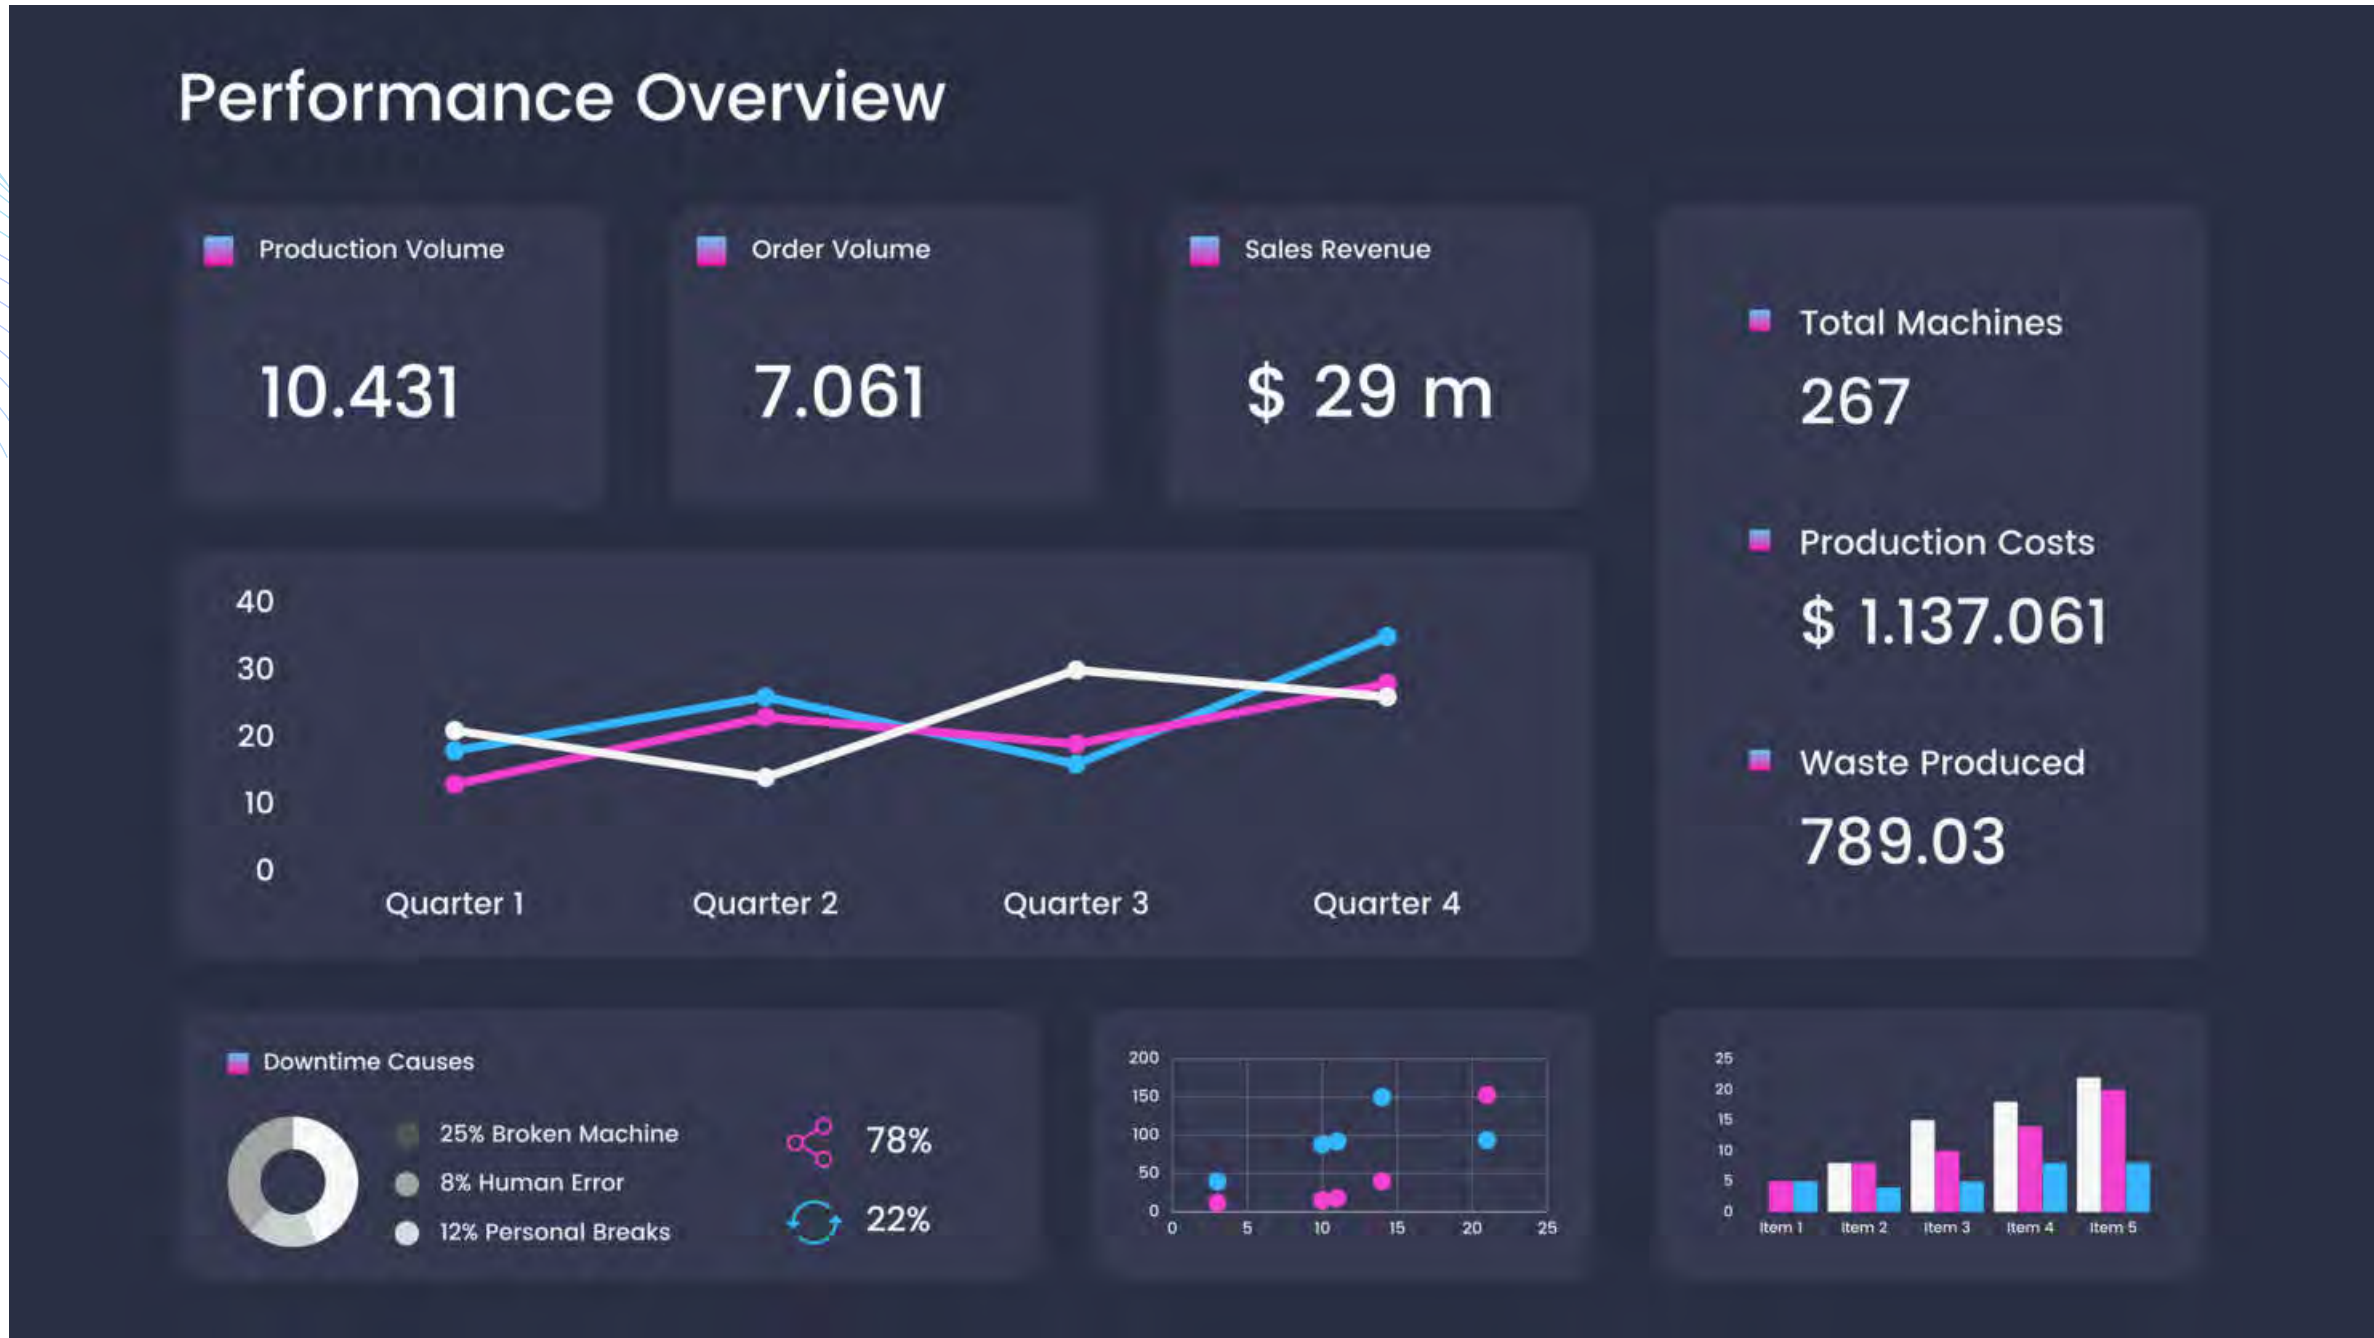 Performance Overview
Production Volume
10.431
Order Volume
7.061
Sales Revenue
$ 29 m
Total Machines
267
Production Costs
$ 1.137.061
Waste Produced
789.03
40
30
20
10
0
Quarter 1 Quarter 2 Quarter 3 Quarter 4
Downtime Causes
25% Broken Machine
8% Human Error
12% Personal Breaks
78%
22%
200
150
100
50
0
0 5 10 15 20 25
25
20
15
10
5
0
Item 1 Item 2 Item 3 Item 4 Item 5